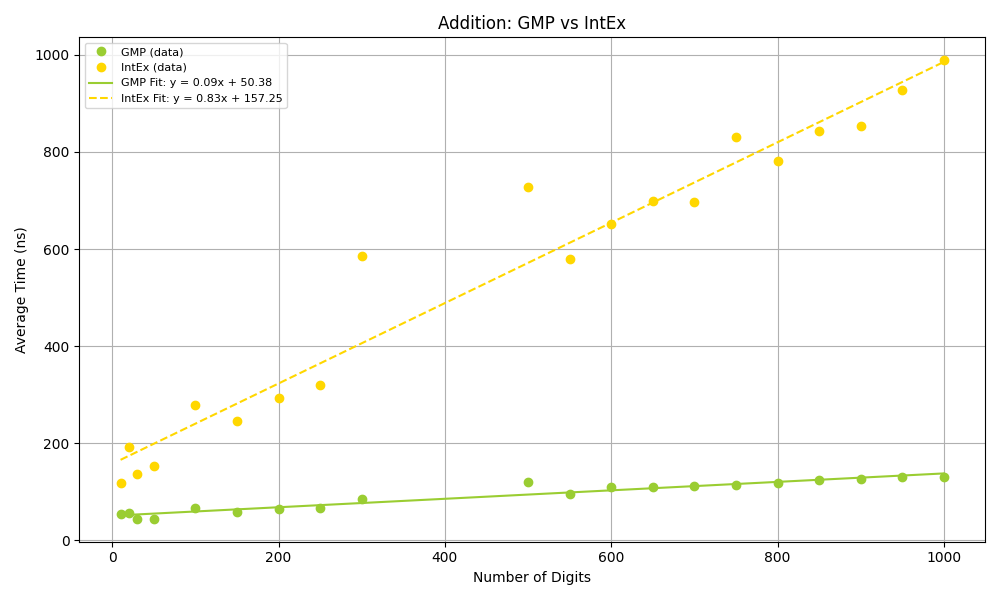 Addition: GMP vs IntEx
GMP (data)
IntEx (data)
GMP Fit: y = 0.09x + 50.38
IntEx Fit: y = 0.83x + 157.25
Average Time (ns)
1000
800
600
400
200
0
0 200 400 600 800 1000
Number of Digits